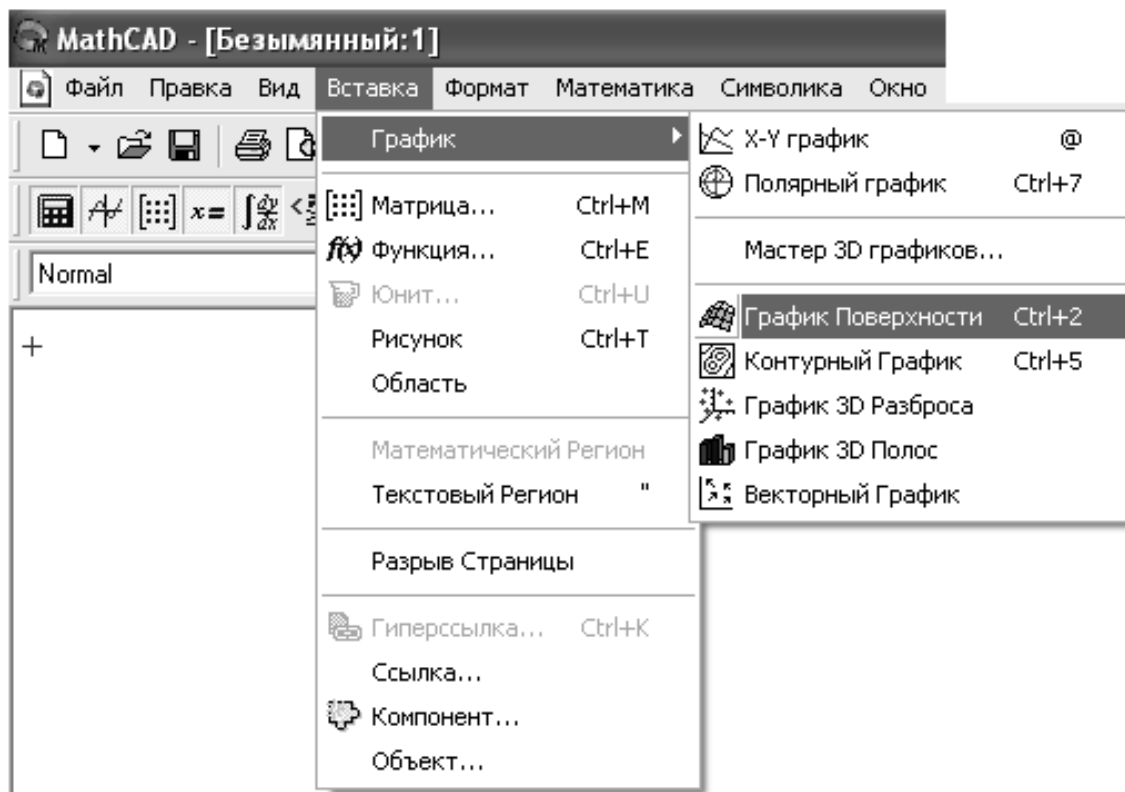 MathCAD - [Безымянный:1]
Файл Правка Вид Вставка Формат Математика Символика Окно
График
Матрица... Ctrl+M
Функция... Ctrl+E
Юнит... Ctrl+U
Рисунок Ctrl+T
Область
Математический Регион
Текстовый Регион "
Разрыв Страницы
Гиперссылка... Ctrl+K
Ссылка...
Компонент...
Объект...
X-Y график @
Полярный график Ctrl+7
Мастер 3D графиков...
График Поверхности Ctrl+2
Контурный График Ctrl+5
График 3D Разброса
График 3D Полос
Векторный График
x=
∫ dy/dx
f(x)
Normal